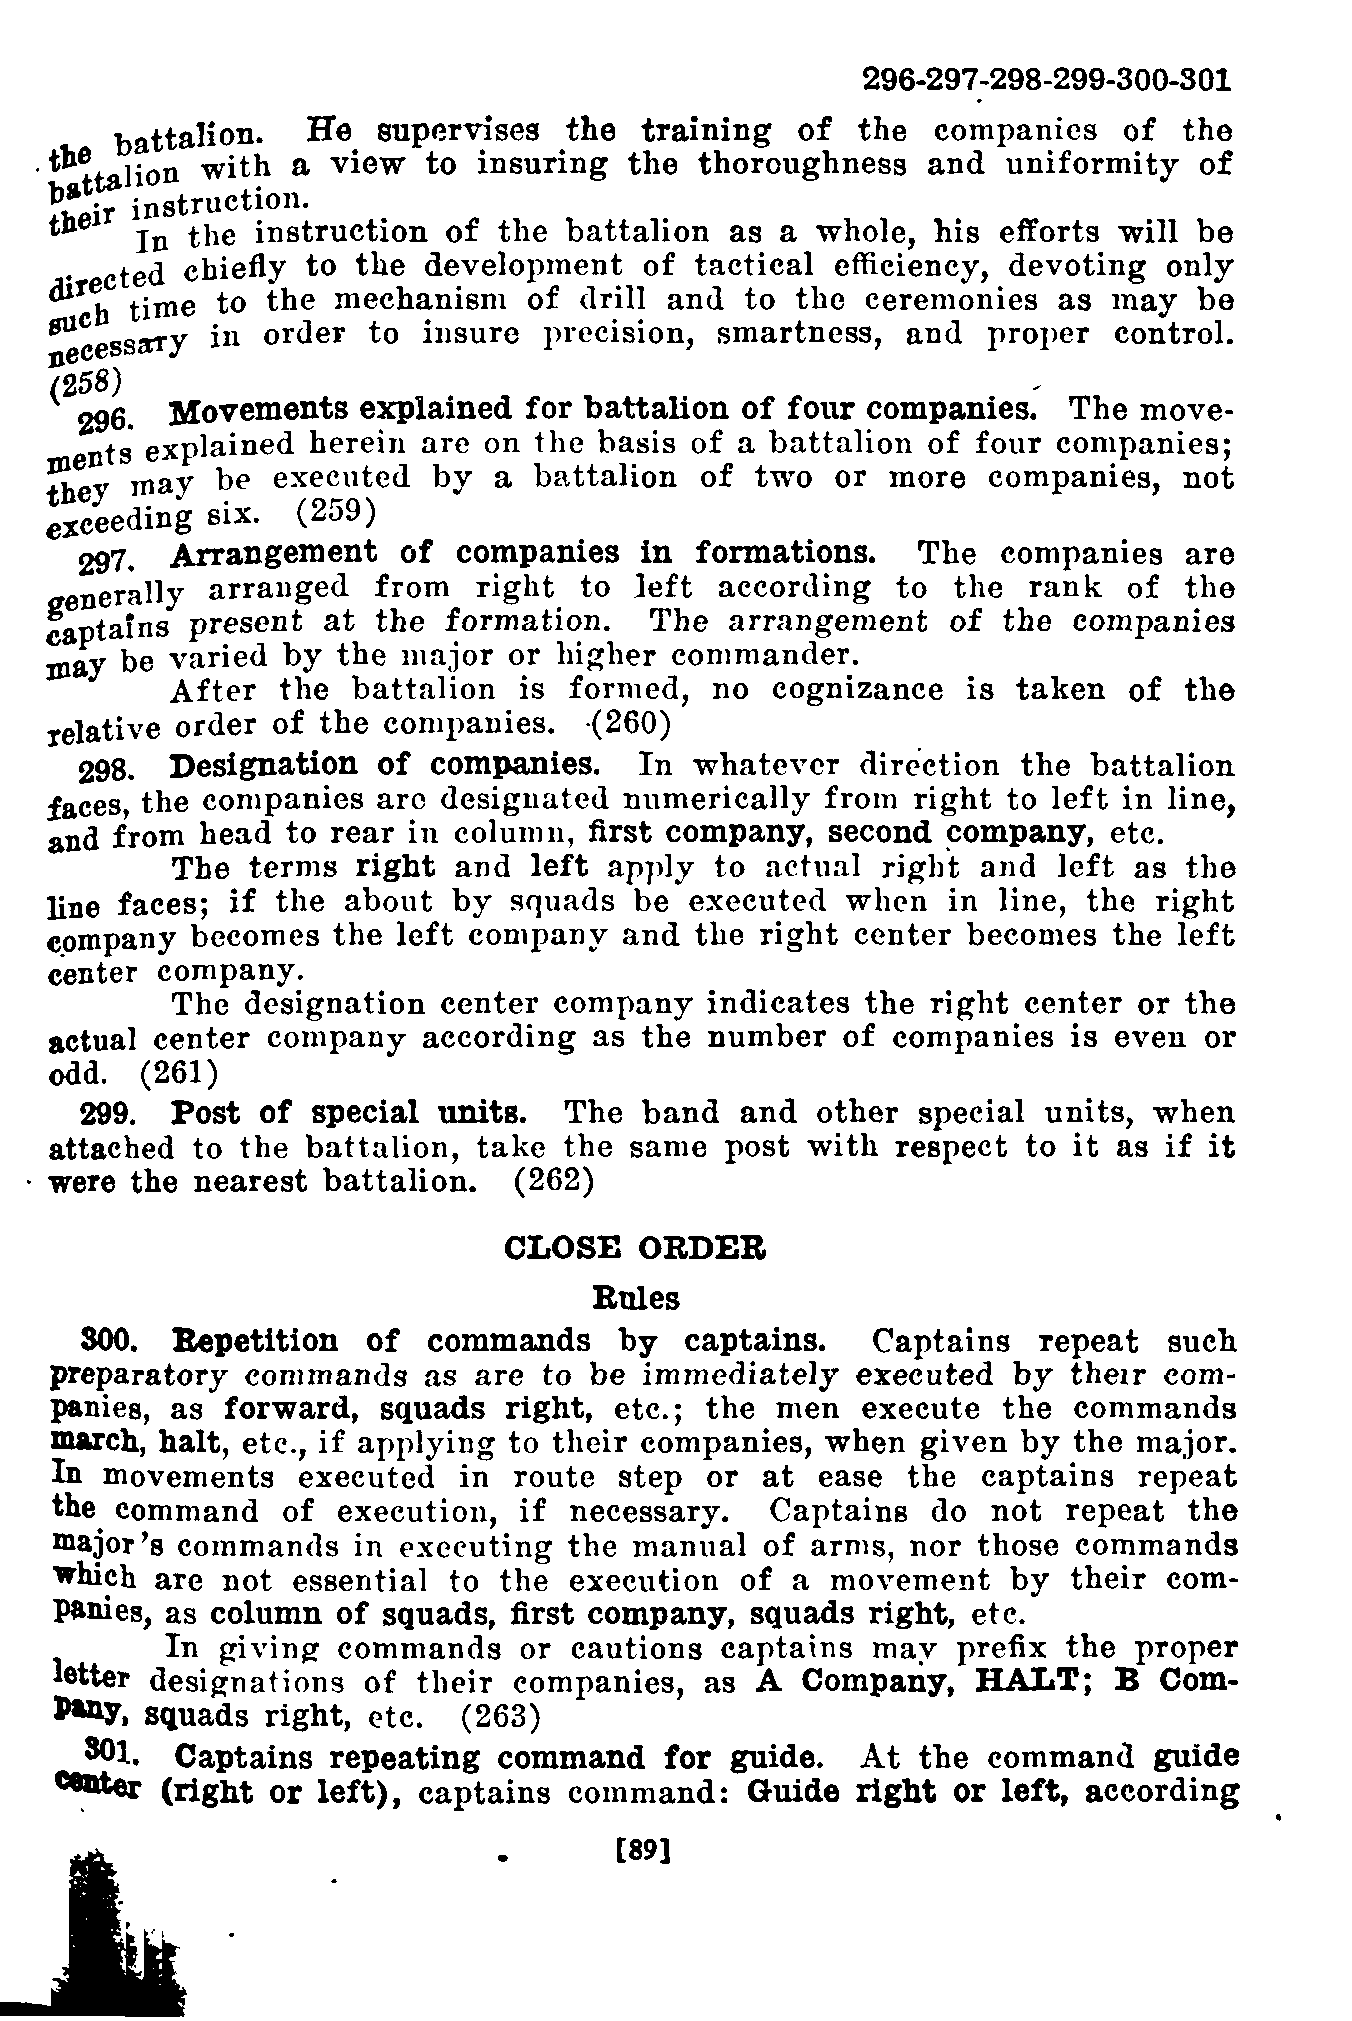 296-297-298-299-300-301
the battalion. He supervises the training of the companies of the
battalion with a view to insuring the thoroughness and uniformity of
their instruction.
In the instruction of the battalion as a whole, his efforts will be
directed chiefly to the development of tactical efficiency, devoting only
such time to the mechanism of drill and to the ceremonies as may be
necessary in order to insure precision, smartness, and proper control.
(258)
296. Movements explained for battalion of four companies. The move-
ments explained herein are on the basis of a battalion of four companies;
they may be executed by a battalion of two or more companies, not
exceeding six. (259)
297. Arrangement of companies in formations. The companies are
generally arranged from right to left according to the rank of the
captains present at the formation. The arrangement of the companies
may be varied by the major or higher commander.
After the battalion is formed, no cognizance is taken of the
relative order of the companies. (260)
298. Designation of companies. In whatever direction the battalion
faces, the companies are designated numerically from right to left in line,
and from head to rear in column, first company, second company, etc.
The terms right and left apply to actual right and left as the
line faces; if the about by squads be executed when in line, the right
company becomes the left company and the right center becomes the left
center company.
The designation center company indicates the right center or the
actual center company according as the number of companies is even or
odd. (261)
299. Post of special units. The band and other special units, when
attached to the battalion, take the same post with respect to it as if it
were the nearest battalion. (262)
CLOSE ORDER
Rules
300. Repetition of commands by captains. Captains repeat such
preparatory commands as are to be immediately executed by their com-
panies, as forward, squads right, etc.; the men execute the commands
march, halt, etc., if applying to their companies, when given by the major.
In movements executed in route step or at ease the captains repeat
the command of execution, if necessary. Captains do not repeat the
major's commands in executing the manual of arms, nor those commands
which are not essential to the execution of a movement by their com-
panies, as column of squads, first company, squads right, etc.
In giving commands or cautions captains may prefix the proper
letter designations of their companies, as A Company, HALT; B Com-
pany, squads right, etc. (263)
301. Captains repeating command for guide. At the command guide
center (right or left), captains command: Guide right or left, according
[89]